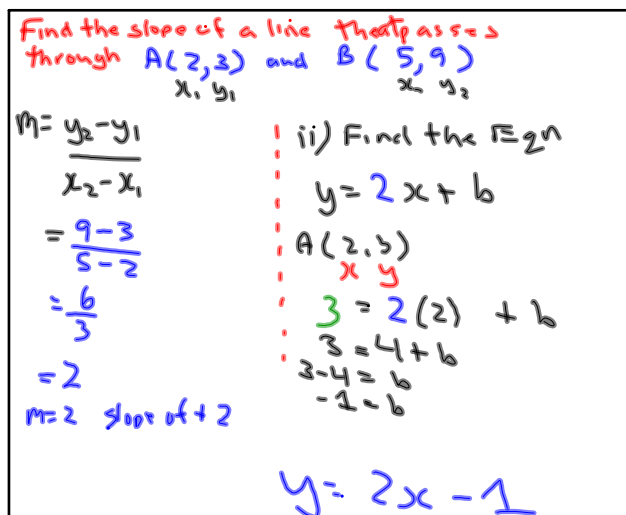 Find the slope of a line theatpasses
through A(2,3) and B(5,9)
x₁ y₁ x₂ y₂
m= y₂-y₁
x₂-x₁
= 9-3
5-2
= 6
3
=2
m=2 slope of +2
ii) Find the Eqn
y=2x+b
A(2,3)
x y
3 = 2(2) + b
3 = 4+b
3-4= b
-1=b
y= 2x-1